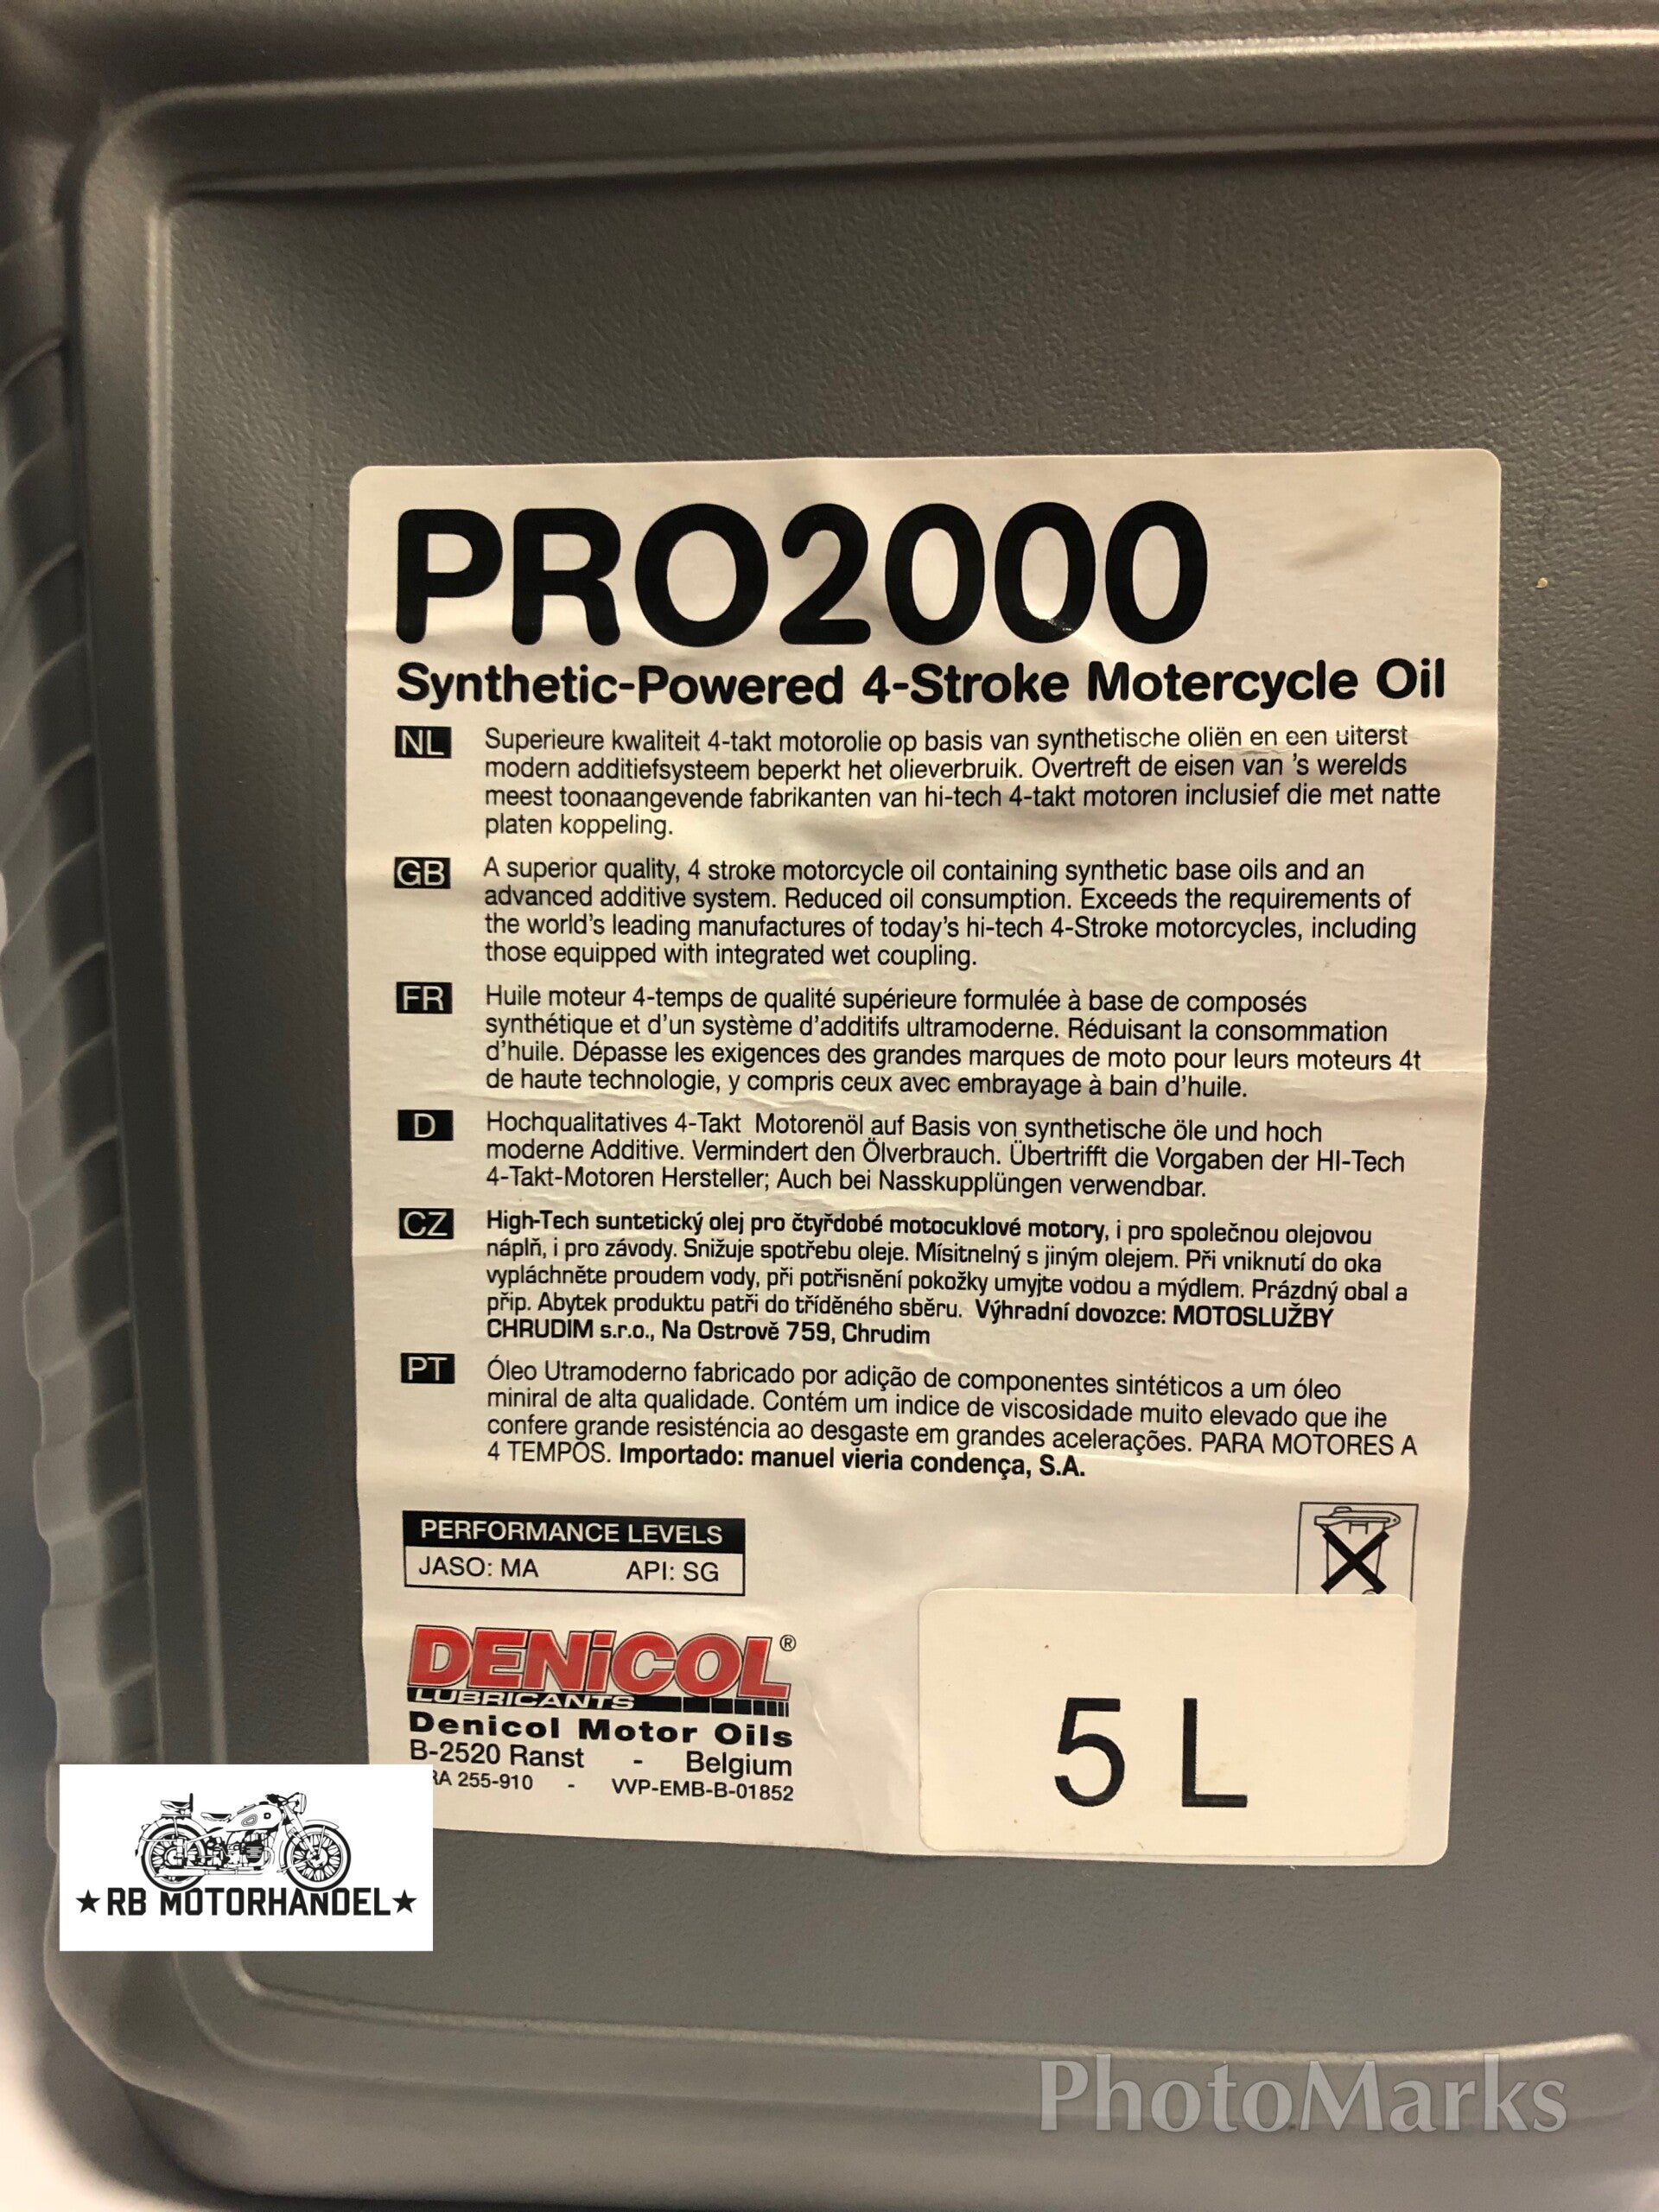 PRO2000
Synthetic-Powered 4-Stroke Motercycle Oil
NL Superieure kwaliteit 4-takt motorolie op basis van synthetische oliën en een uiterst
modern additiefsysteem beperkt het olieverbruik. Overtreft de eisen van 's werelds
meest toonaangevende fabrikanten van hi-tech 4-takt motoren inclusief die met natte
platen koppeling.
GB A superior quality, 4 stroke motorcycle oil containing synthetic base oils and an
advanced additive system. Reduced oil consumption. Exceeds the requirements of
the world's leading manufactures of today's hi-tech 4-Stroke motorcycles, including
those equipped with integrated wet coupling.
FR Huile moteur 4-temps de qualité supérieure formulée à base de composés
synthétique et d'un système d'additifs ultramoderne. Réduisant la consommation
d'huile. Dépasse les exigences des grandes marques de moto pour leurs moteurs 4t
de haute technologie, y compris ceux avec embrayage à bain d'huile.
D Hochqualitatives 4-Takt Motorenöl auf Basis von synthetische öle und hoch
moderne Additive. Vermindert den Ölverbrauch. Übertrifft die Vorgaben der HI-Tech
4-Takt-Motoren Hersteller; Auch bei Nasskupplüngen verwendbar.
CZ High-Tech suntetický olej pro čtyřdobé motocuklové motory, i pro společnou olejovou
náplň, i pro závody. Snižuje spotřebu oleje. Mísitnelný s jiným olejem. Při vniknutí do oka
vypláchněte proudem vody, při potřisnění pokožky umyjte vodou a mýdlem. Prázdný obal a
přip. Abytek produktu patři do tříděného sběru. Výhradní dovozce: MOTOSLUŽBY
CHRUDIM s.r.o., Na Ostrově 759, Chrudim
PT Óleo Utramoderno fabricado por adição de componentes sintéticos a um óleo
miniral de alta qualidade. Contém um indice de viscosidade muito elevado que ihe
confere grande resisténcia ao desgaste em grandes acelerações. PARA MOTORES A
4 TEMPOS. Importado: manuel vieria condença, S.A.
PERFORMANCE LEVELS
JASO: MA API: SG
DENiCOL®
LUBRICANTS
Denicol Motor Oils
B-2520 Ranst - Belgium
255-910 - VVP-EMB-B-01852
5 L
★RB MOTORHANDEL★
PhotoMarks